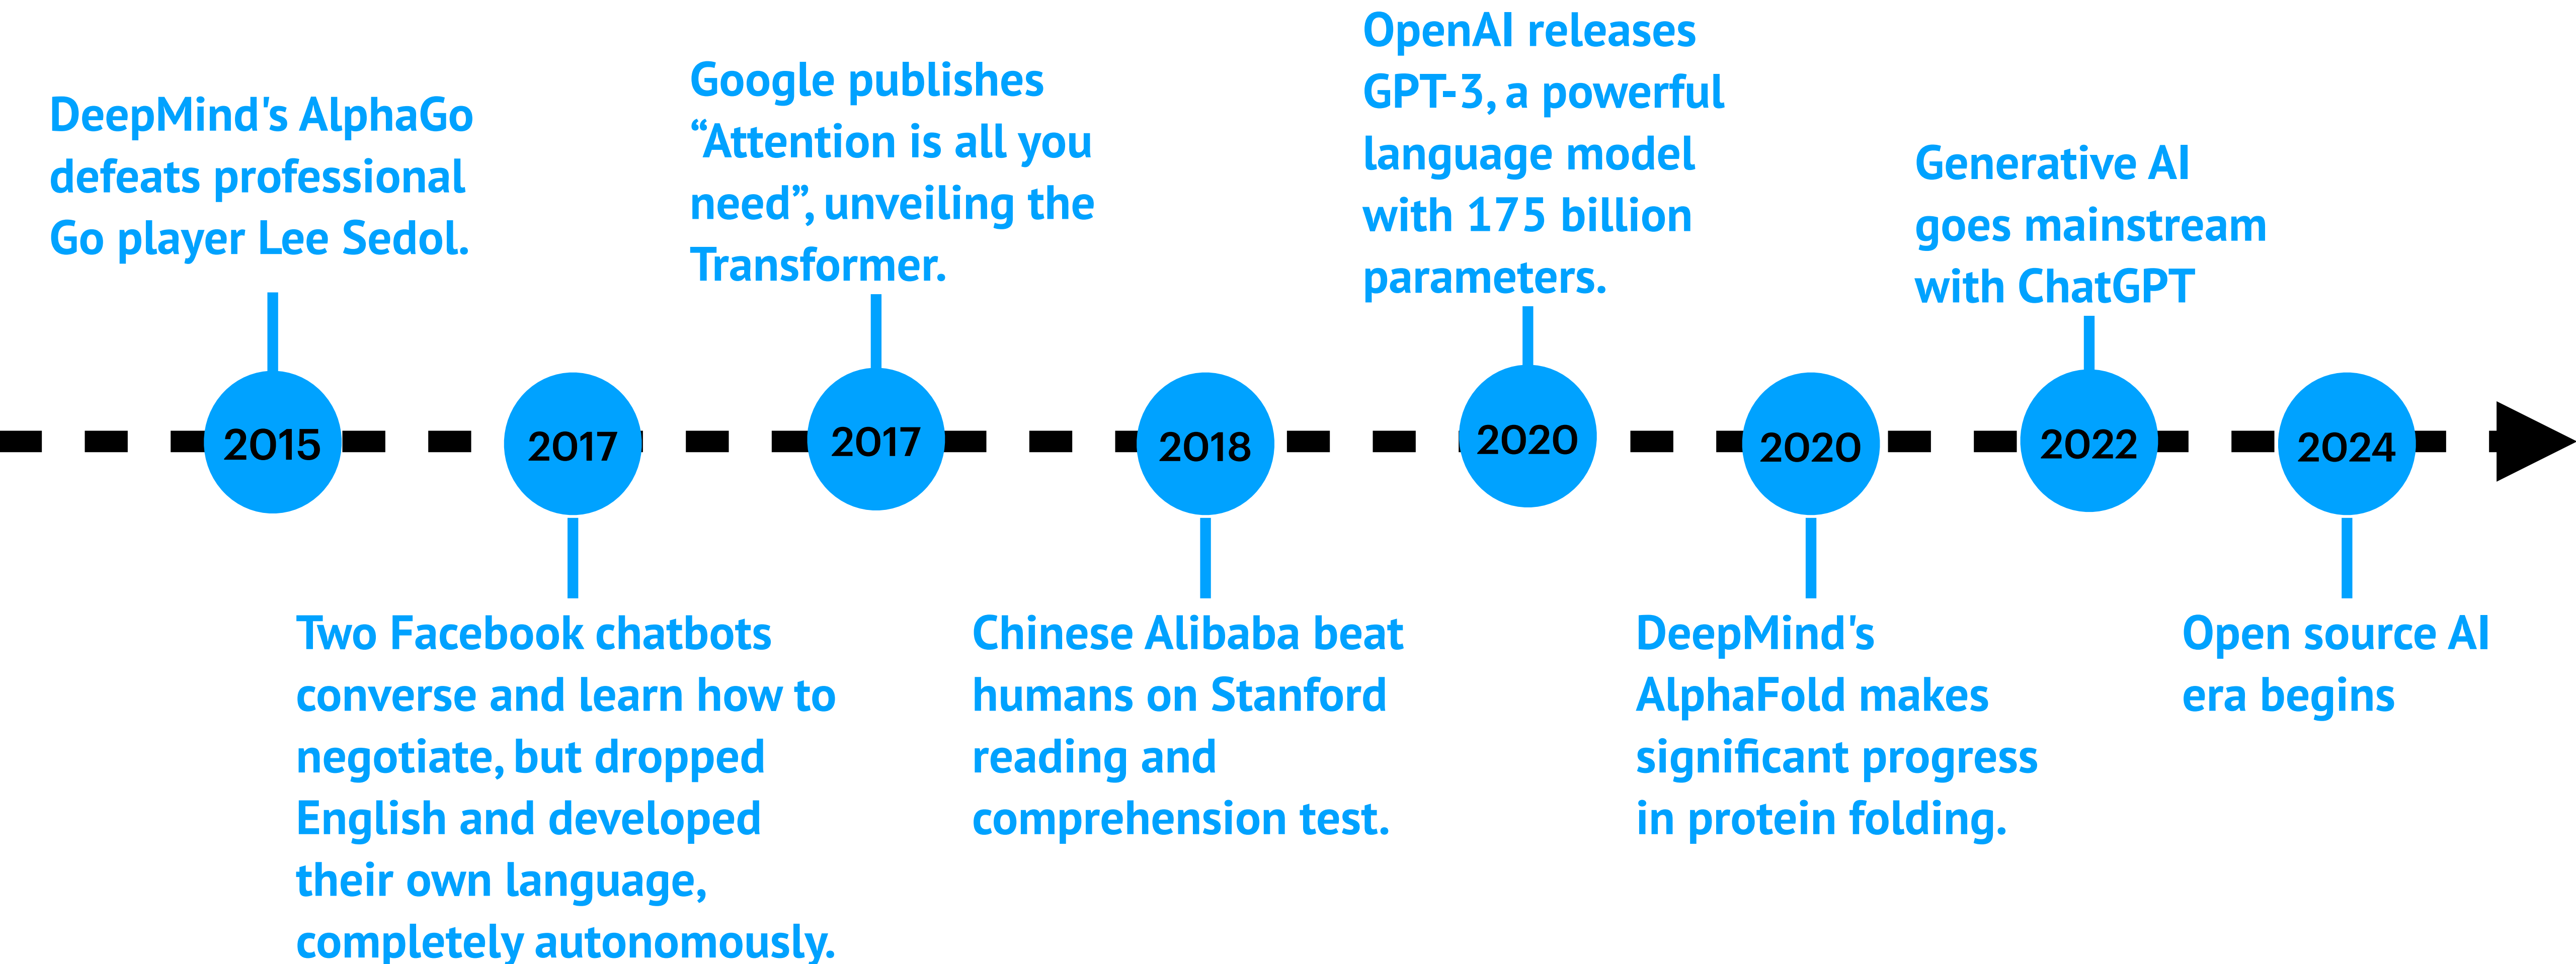 DeepMind's AlphaGo
defeats professional
Go player Lee Sedol.
Google publishes
“Attention is all you
need”, unveiling the
Transformer.
OpenAI releases
GPT-3, a powerful
language model
with 175 billion
parameters.
Generative AI
goes mainstream
with ChatGPT
2015
2017
2017
2018
2020
2020
2022
2024
Two Facebook chatbots
converse and learn how to
negotiate, but dropped
English and developed
their own language,
completely autonomously.
Chinese Alibaba beat
humans on Stanford
reading and
comprehension test.
DeepMind's
AlphaFold makes
significant progress
in protein folding.
Open source AI
era begins